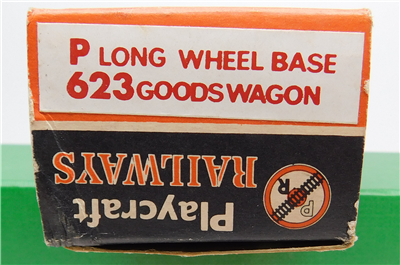 P LONG WHEEL BASE
623 GOODS WAGON
Playcraft
RAILWAYS
P R